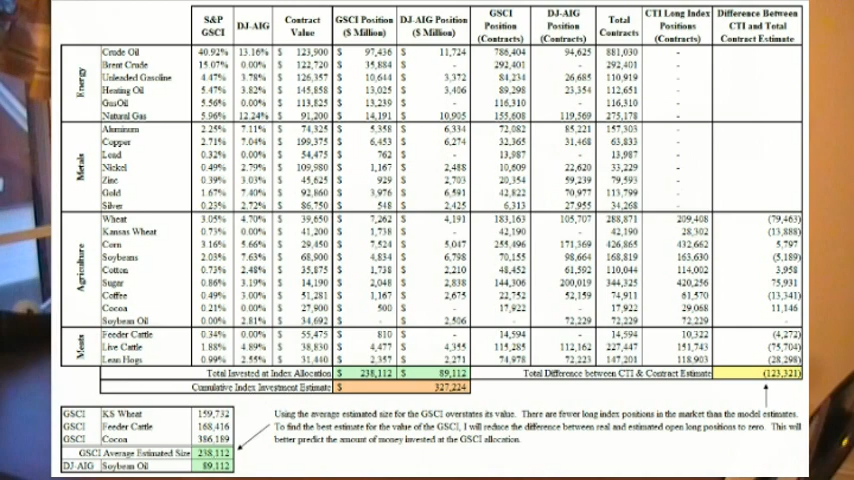 S&P GSCI DJ-AIG Contract Value GSCI Position ($ Million) DJ-AIG Position ($ Million) GSCI Position (Contracts) DJ-AIG Position (Contracts) Total Contracts CTI Long Index Positions (Contracts) Difference Between CTI and Total Contract Estimate
Energy
Crude Oil 40.92% 13.16% $ 123,900 $ 97,436 $ 11,724 786,404 94,625 881,030 -
Brent Crude 15.07% 0.00% $ 122,720 $ 35,884 - 292,401 - 292,401 -
Unleaded Gasoline 4.47% 3.78% $ 126,357 $ 10,644 $ 3,372 84,234 26,685 110,919 -
Heating Oil 5.47% 3.82% $ 145,858 $ 13,025 $ 3,406 89,298 23,354 112,651 -
GasOil 5.56% 0.00% $ 113,825 $ 13,239 - 116,310 - 116,310 -
Natural Gas 5.96% 12.24% $ 91,200 $ 14,191 $ 10,905 155,608 119,569 275,178 -
Metals
Aluminum 2.25% 7.11% $ 74,325 $ 5,358 $ 6,334 72,082 85,221 157,303 -
Copper 2.71% 7.04% $ 199,375 $ 6,453 $ 6,274 32,365 31,468 63,833 -
Lead 0.32% 0.00% $ 54,475 $ 762 - 13,987 - 13,987 -
Nickel 0.49% 2.79% $ 109,980 $ 1,167 $ 2,488 10,609 22,620 33,229 -
Zinc 0.39% 3.03% $ 45,625 $ 929 $ 2,703 20,354 59,239 79,593 -
Gold 1.67% 7.40% $ 92,860 $ 3,976 $ 6,591 42,822 70,977 113,799 -
Silver 0.23% 2.72% $ 86,750 $ 548 $ 2,425 6,313 27,955 34,268 -
Agriculture
Wheat 3.05% 4.70% $ 39,650 $ 7,262 $ 4,191 183,163 105,707 288,871 209,408 (79,463)
Kansas Wheat 0.73% 0.00% $ 41,200 $ 1,738 $ - 42,190 - 42,190 28,302 (13,888)
Corn 3.16% 5.66% $ 29,450 $ 7,524 $ 5,047 255,496 171,369 426,865 432,662 5,797
Soybeans 2.03% 7.63% $ 68,900 $ 4,834 $ 6,798 70,155 98,664 168,819 163,630 (5,189)
Cotton 0.73% 2.48% $ 35,875 $ 1,738 $ 2,210 48,452 61,592 110,044 114,002 3,958
Sugar 0.86% 3.19% $ 14,190 $ 2,048 $ 2,838 144,306 200,019 344,325 420,256 75,931
Coffee 0.49% 3.00% $ 51,281 $ 1,167 $ 2,675 22,752 52,159 74,911 61,570 (13,341)
Cocoa 0.21% 0.00% $ 27,900 $ 500 $ - 17,922 - 17,922 29,068 11,146
Soybean Oil 0.00% 2.81% $ 34,692 $ - $ 2,506 - 72,229 72,229 72,229 -
Meats
Feeder Cattle 0.34% 0.00% $ 55,475 $ 810 - 14,594 - 14,594 10,322 (4,272)
Live Cattle 1.88% 4.89% $ 38,830 $ 4,477 $ 4,355 115,285 112,162 227,447 151,743 (75,704)
Lean Hogs 0.99% 2.55% $ 31,440 $ 2,357 $ 2,271 74,978 72,223 147,201 118,903 (28,298)
Total Invested at Index Allocation $ 238,112 $ 89,112 Total Difference between CTI & Contract Estimate (123,321)
Cumulative Index Investment Estimate $ 327,224
GSCI KS Wheat 159,732
GSCI Feeder Cattle 168,416
GSCI Cocoa 386,189
GSCI Average Estimated Size 238,112
DJ-AIG Soybean Oil 89,112
Using the average estimated size for the GSCI overstates its value. There are fewer long index positions in the market than the model estimates.
To find the best estimate for the value of the GSCI, I will reduce the difference between real and estimated open long positions to zero. This will
better predict the amount of money invested at the GSCI allocation.